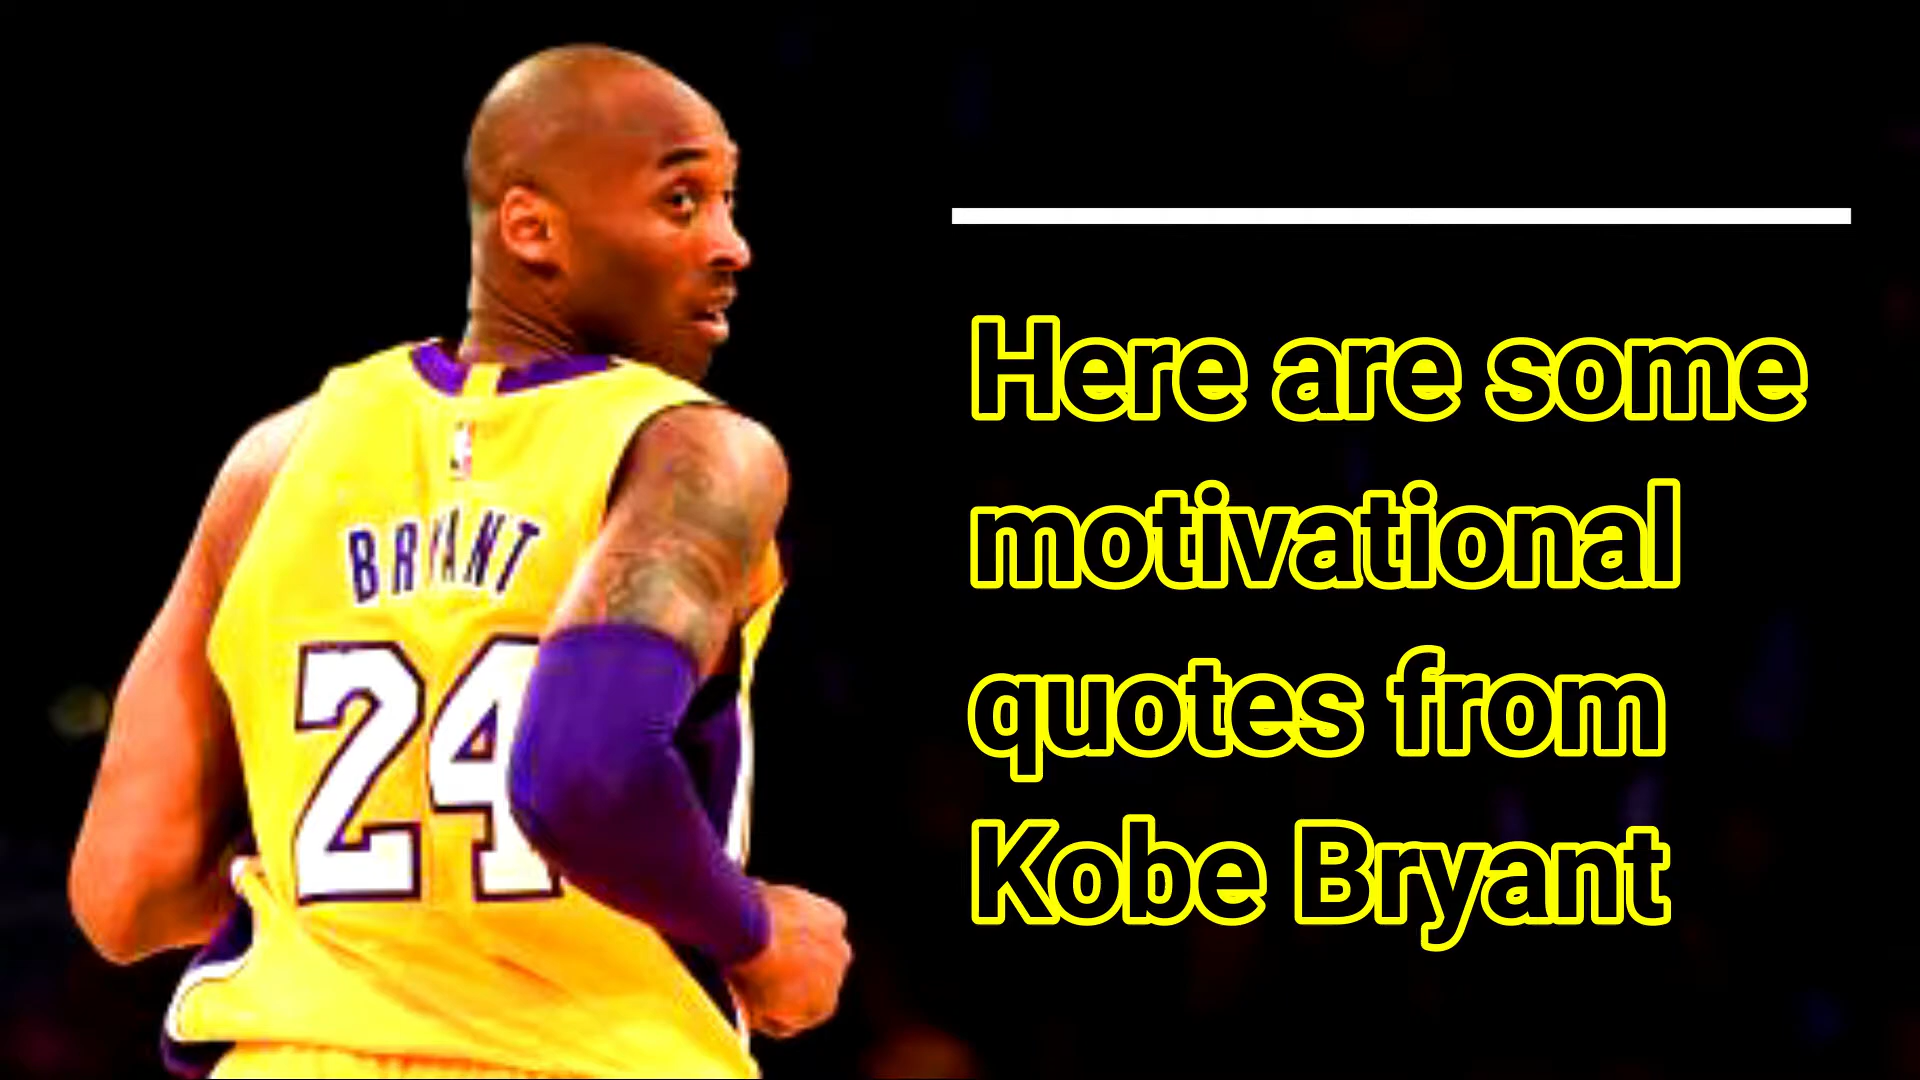 Here are some
motivational
quotes from
Kobe Bryant
BRYANT
24